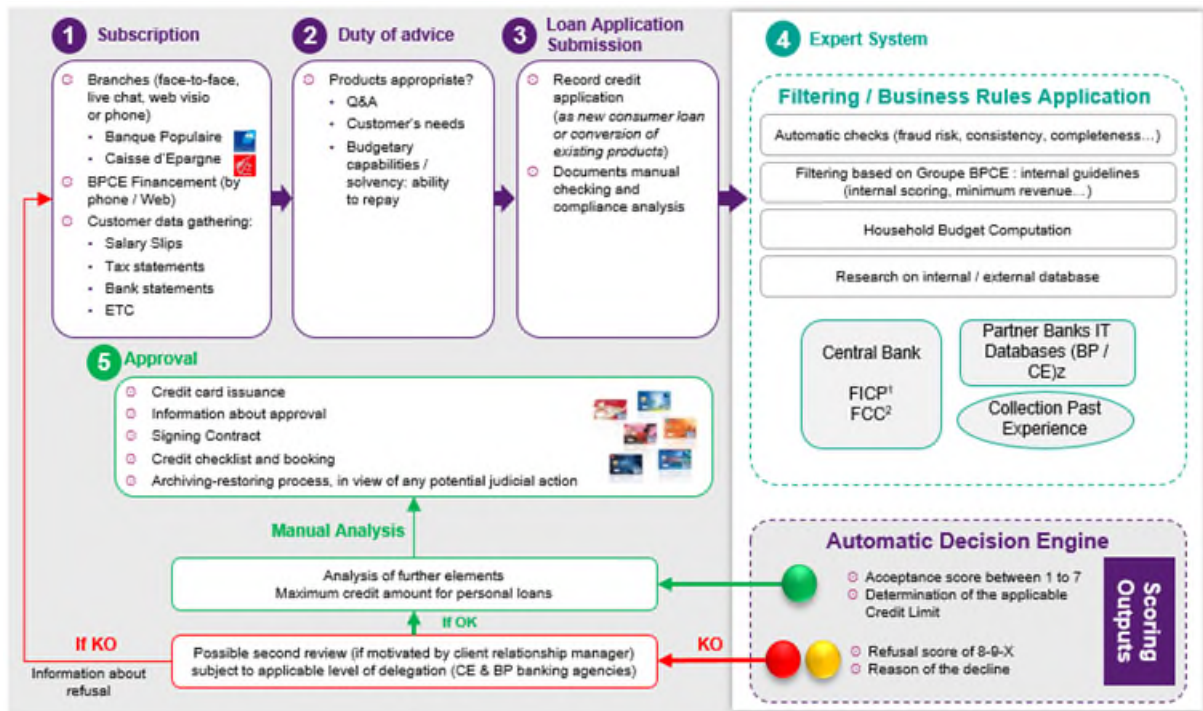 1 Subscription
Branches (face-to-face,
live chat, web visio
or phone)
Banque Populaire
Caisse d'Epargne
BPCE Financement (by
phone / Web)
Customer data gathering:
Salary Slips
Tax statements
Bank statements
ETC
2 Duty of advice
Products appropriate?
Q&A
Customer's needs
Budgetary
capabilities /
solvency: ability
to repay
3 Loan Application
Submission
Record credit
application
(as new consumer loan
or conversion of
existing products)
Documents manual
checking and
compliance analysis
4 Expert System
Filtering / Business Rules Application
Automatic checks (fraud risk, consistency, completeness…)
Filtering based on Groupe BPCE : internal guidelines
(internal scoring, minimum revenue…)
Household Budget Computation
Research on internal / external database
Central Bank
FICP1
FCC2
Partner Banks IT
Databases (BP /
CE)z
Collection Past
Experience
5 Approval
Credit card issuance
Information about approval
Signing Contract
Credit checklist and booking
Archiving-restoring process, in view of any potential judicial action
Manual Analysis
Analysis of further elements
Maximum credit amount for personal loans
If OK
Possible second review (if motivated by client relationship manager)
subject to applicable level of delegation (CE & BP banking agencies)
If KO
Information about
refusal
KO
Automatic Decision Engine
Acceptance score between 1 to 7
Determination of the applicable
Credit Limit
Refusal score of 8-9-X
Reason of the decline
Scoring
Outputs